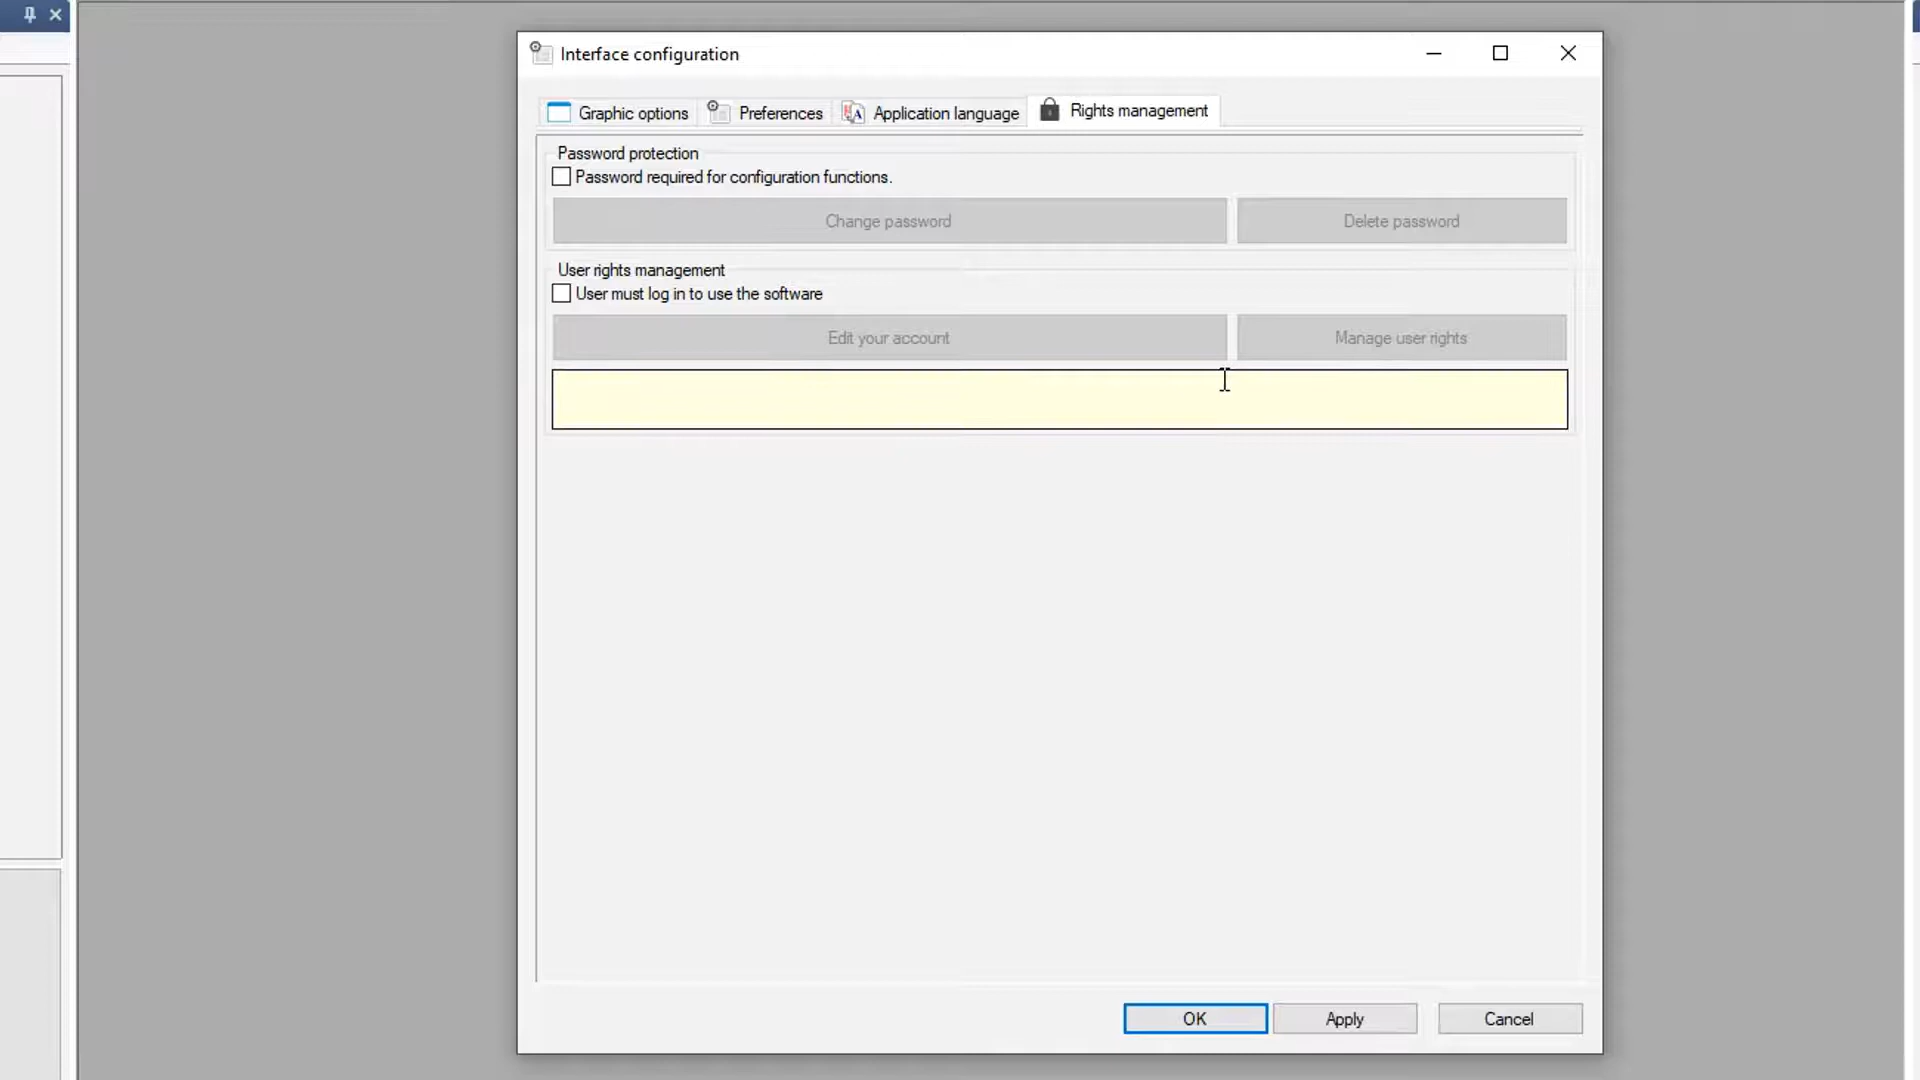 Interface configuration
Graphic options
Preferences
Application language
Rights management
Password protection
Password required for configuration functions.
Change password
Delete password
User rights management
User must log in to use the software
Edit your account
Manage user rights
OK
Apply
Cancel